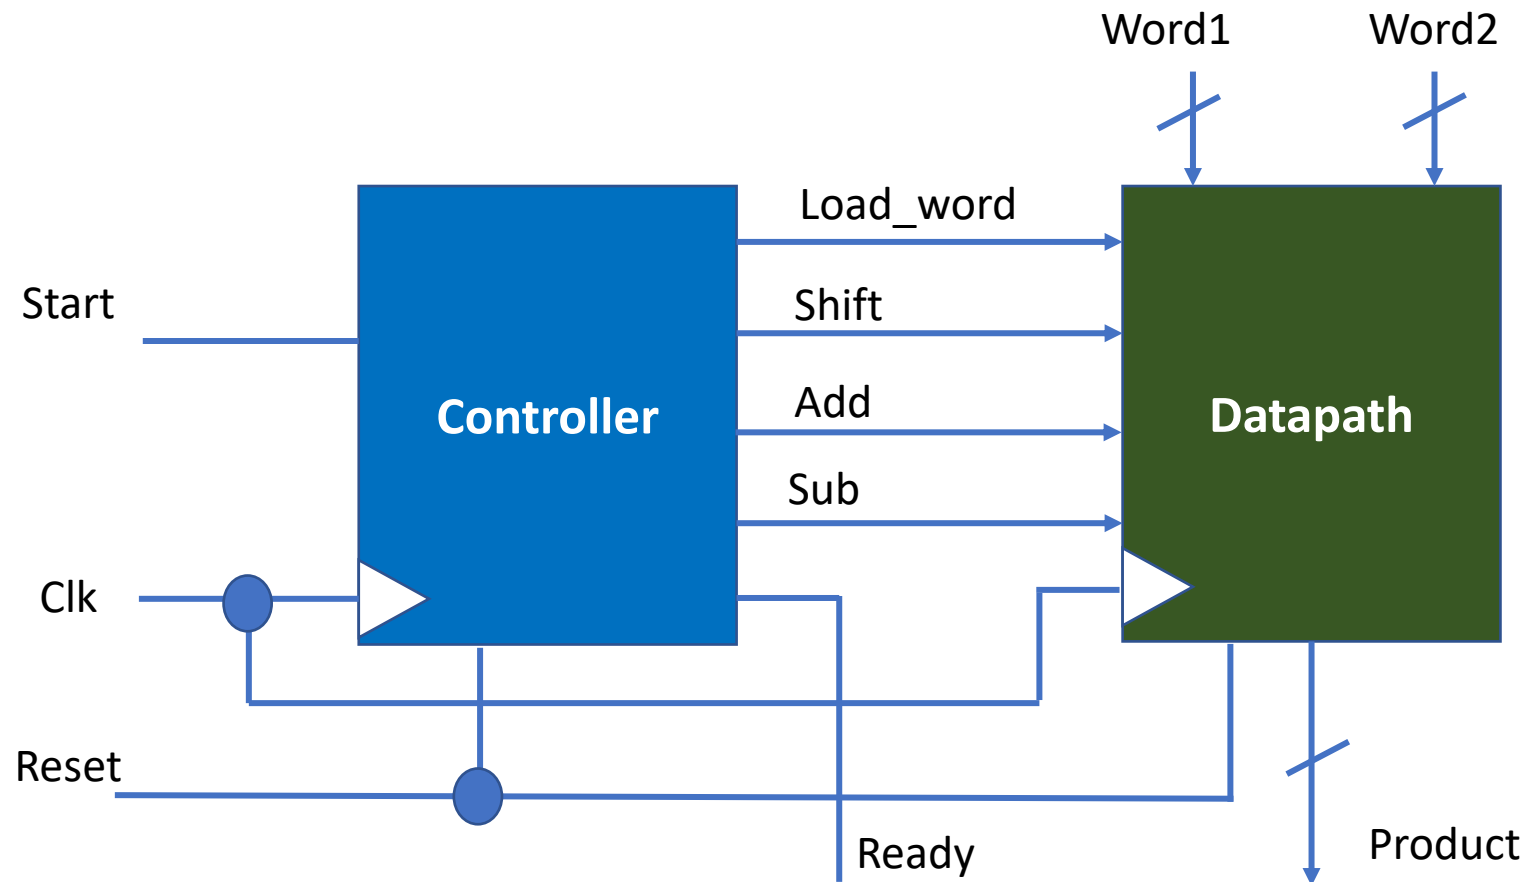 Word1
Word2
Load_word
Start
Shift
Add
Controller
Datapath
Sub
Clk
Reset
Ready
Product